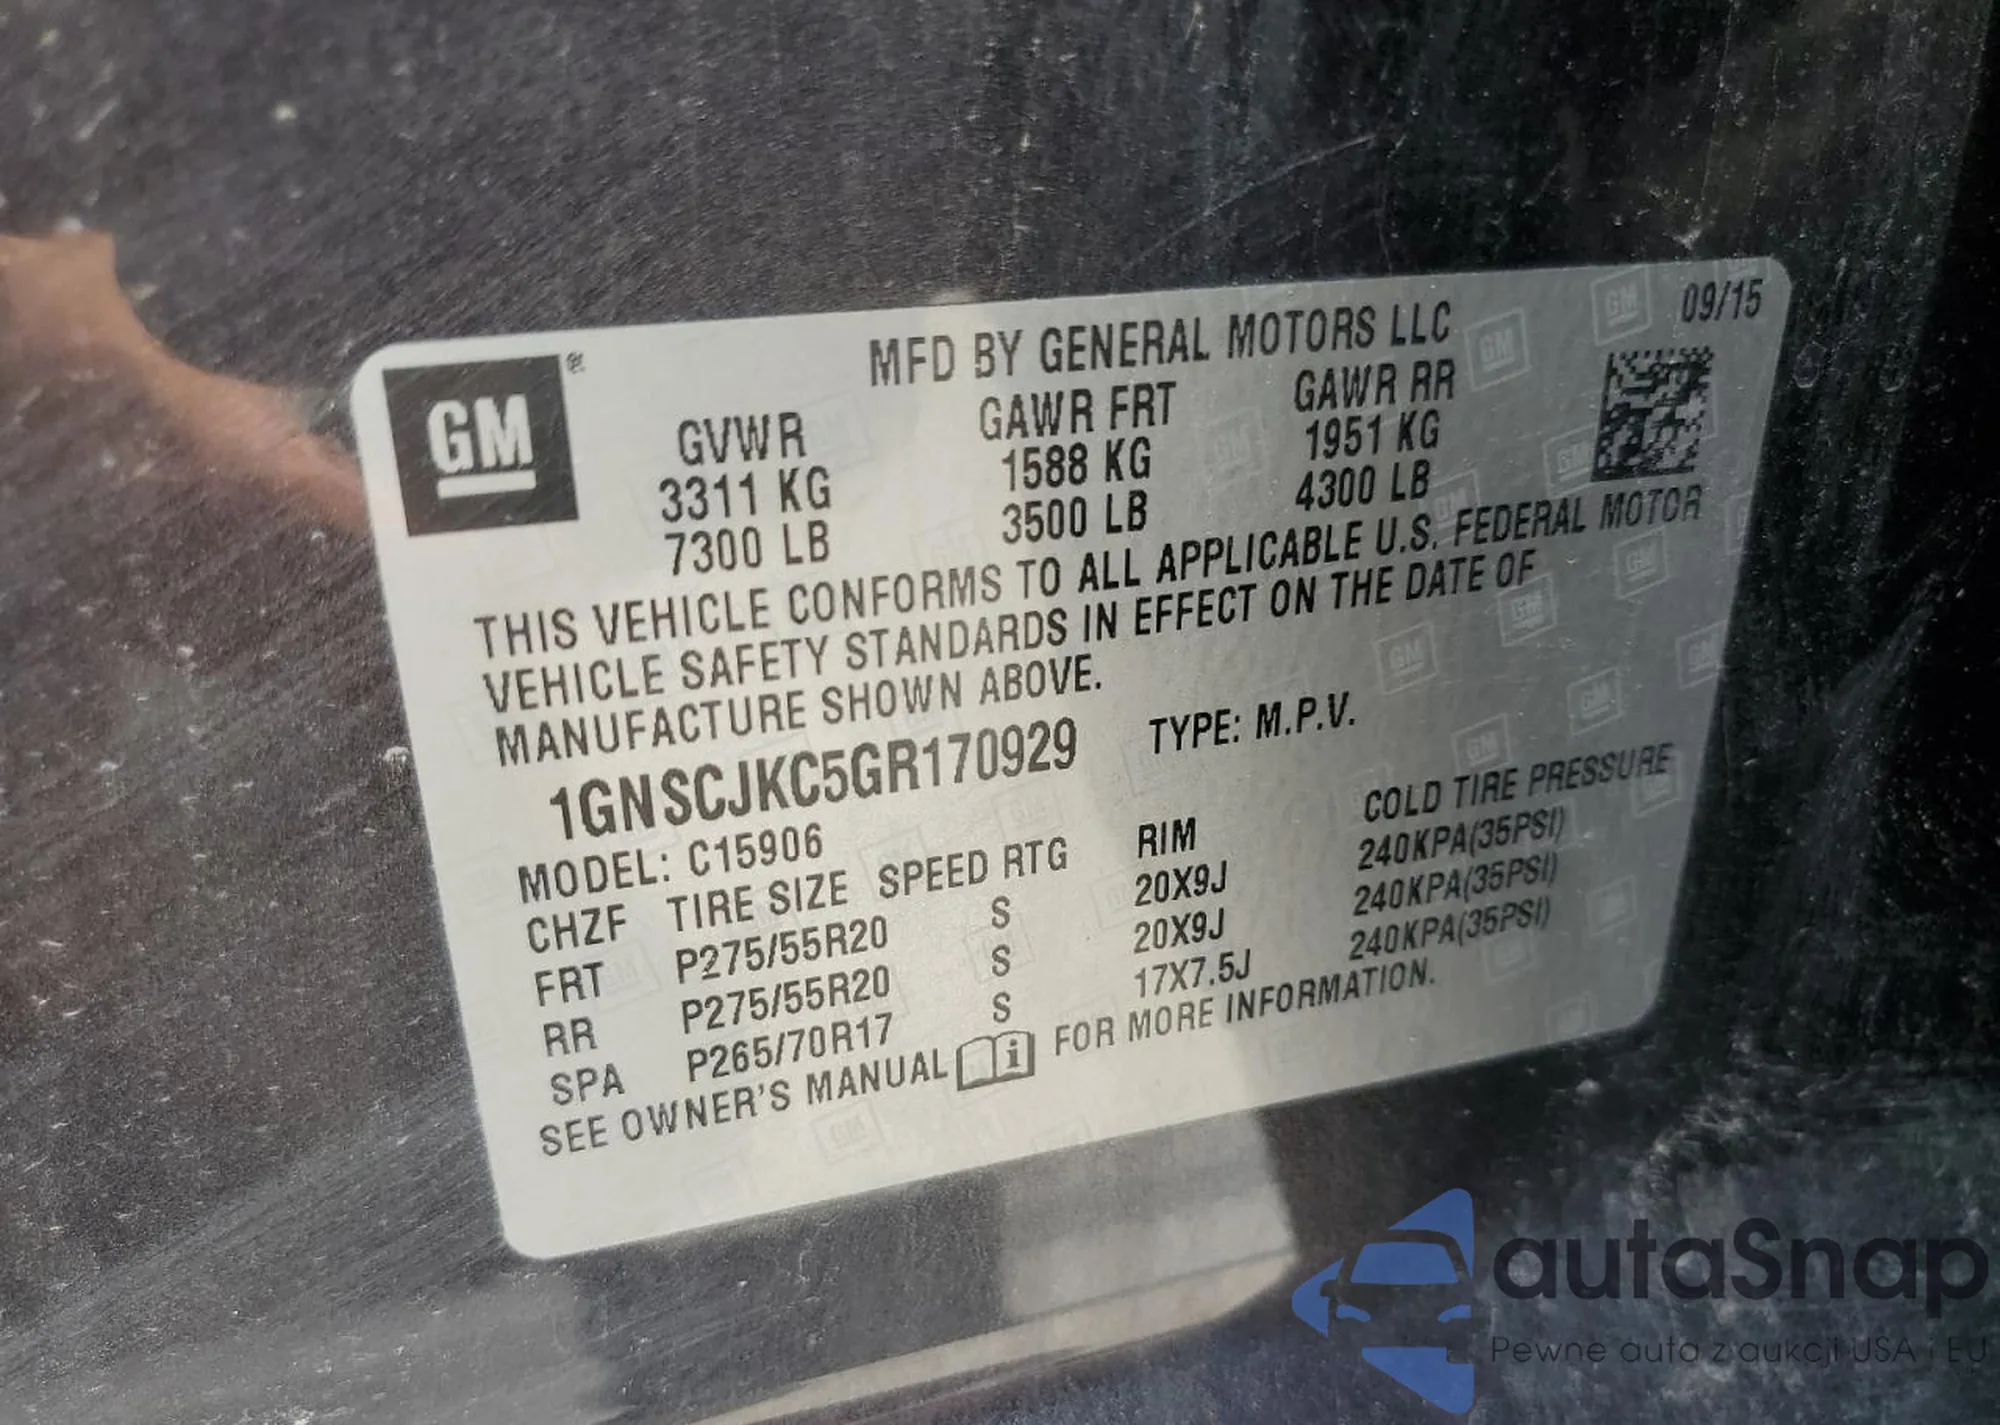 GM ®
MFD BY GENERAL MOTORS LLC 09/15
GVWR GAWR FRT GAWR RR
3311 KG 1588 KG 1951 KG
7300 LB 3500 LB 4300 LB
THIS VEHICLE CONFORMS TO ALL APPLICABLE U.S. FEDERAL MOTOR
VEHICLE SAFETY STANDARDS IN EFFECT ON THE DATE OF
MANUFACTURE SHOWN ABOVE.
1GNSCJKC5GR170929 TYPE: M.P.V.
MODEL: C15906
CHZF TIRE SIZE SPEED RTG RIM COLD TIRE PRESSURE
FRT P275/55R20 S 20X9J 240KPA(35PSI)
RR P275/55R20 S 20X9J 240KPA(35PSI)
SPA P265/70R17 S 17X7.5J 240KPA(35PSI)
SEE OWNER'S MANUAL FOR MORE INFORMATION.
autaSnap
Pewne auta z aukcji USA i EU